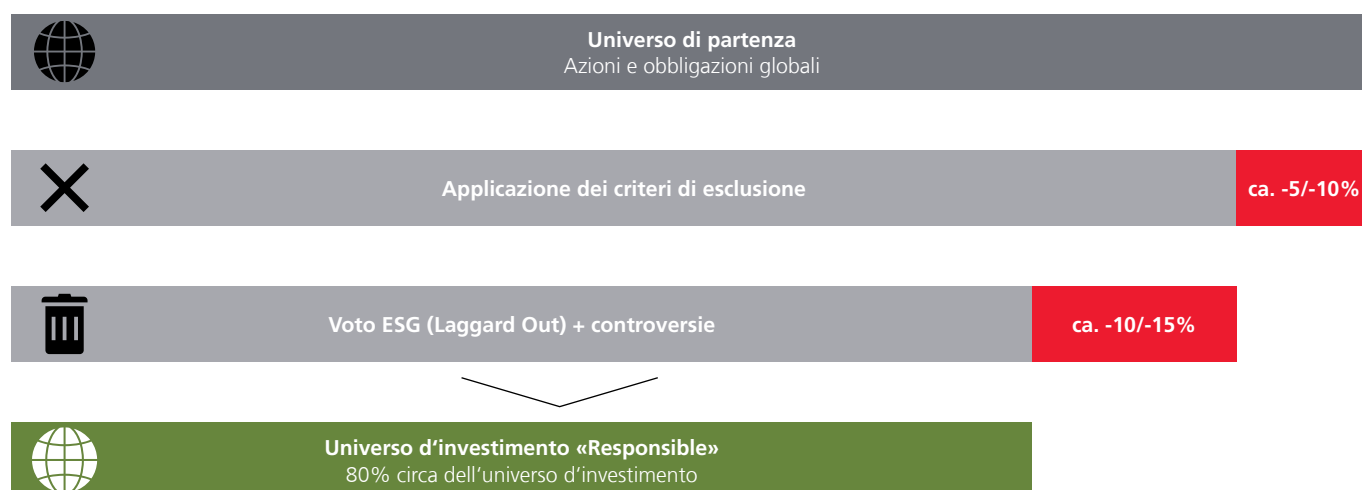 Universo di partenza
Azioni e obbligazioni globali
Applicazione dei criteri di esclusione
ca. -5/-10%
Voto ESG (Laggard Out) + controversie
ca. -10/-15%
Universo d’investimento «Responsible»
80% circa dell’universo d’investimento